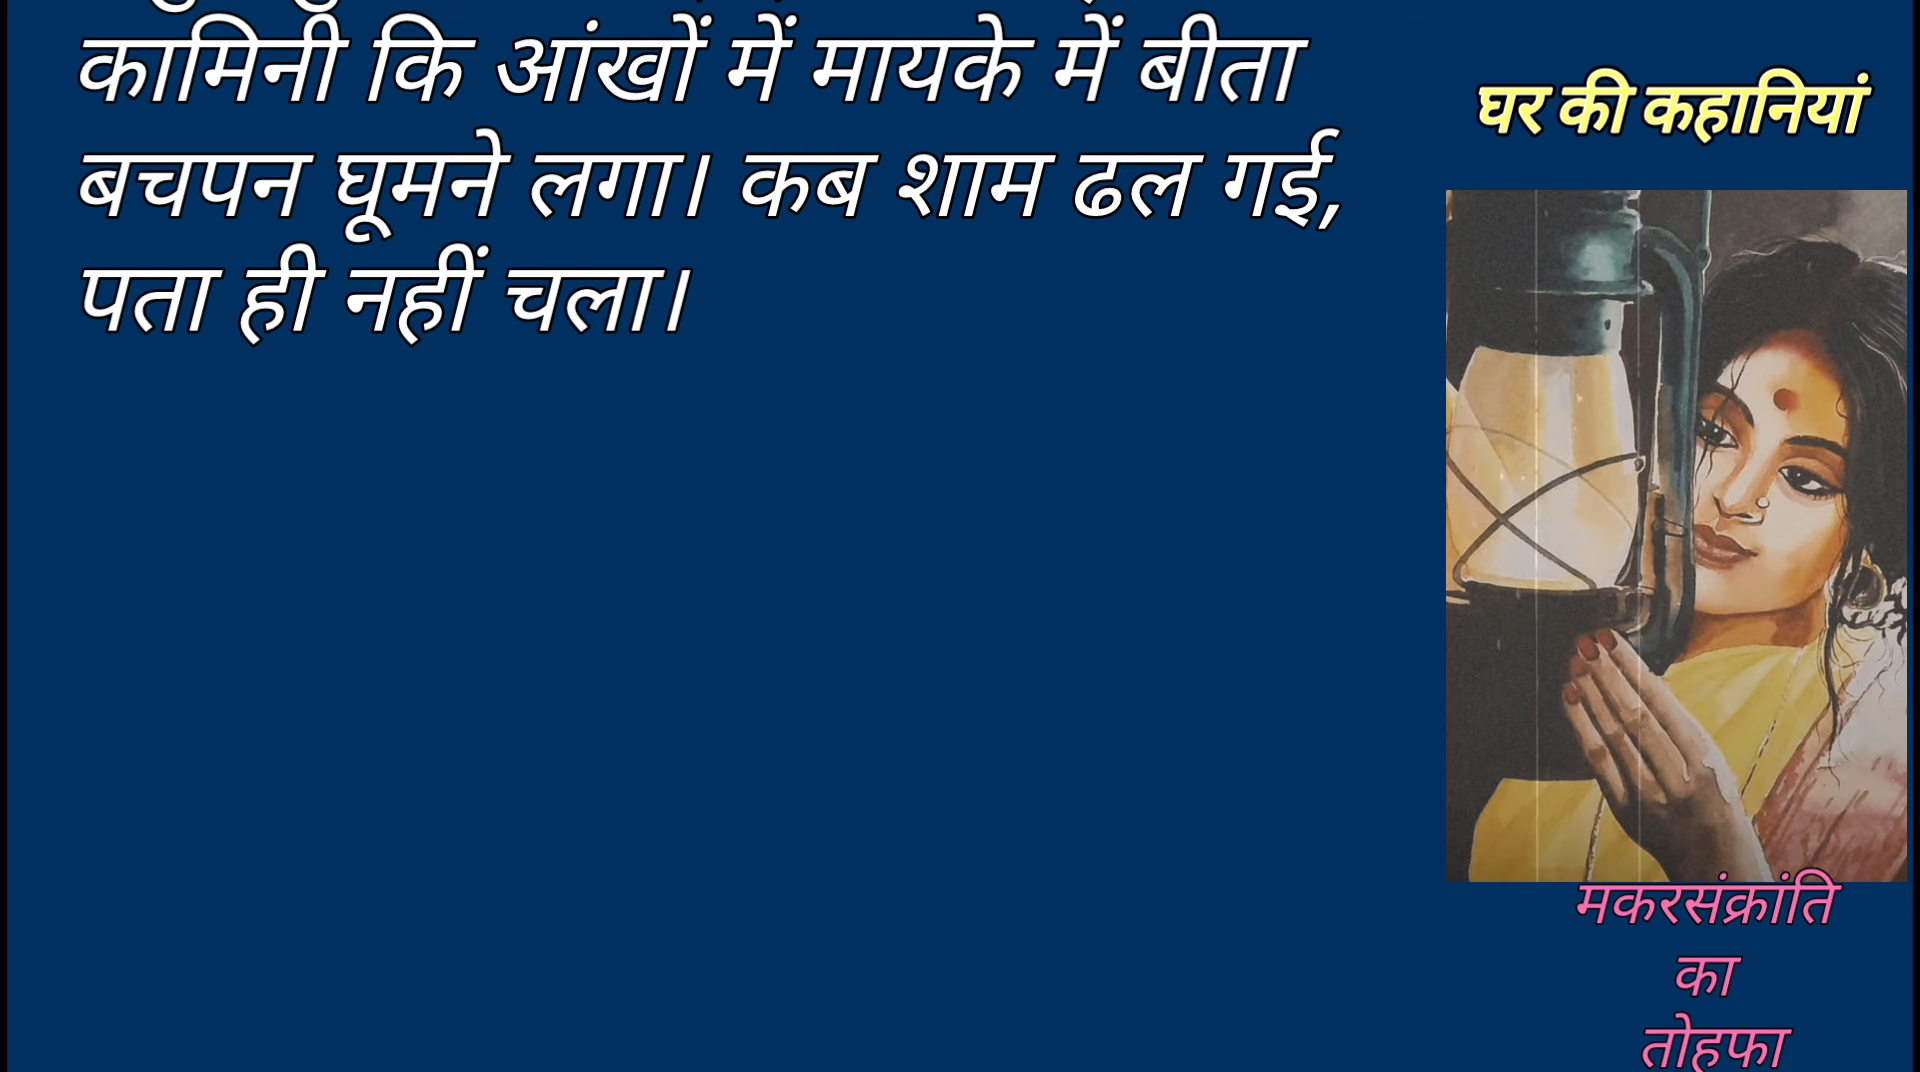 कामिनी कि आंखों में मायके में बीता
बचपन घूमने लगा। कब शाम ढल गई,
पता ही नहीं चला।
घर की कहानियां
मकरसंक्रांति
का
तोहफा